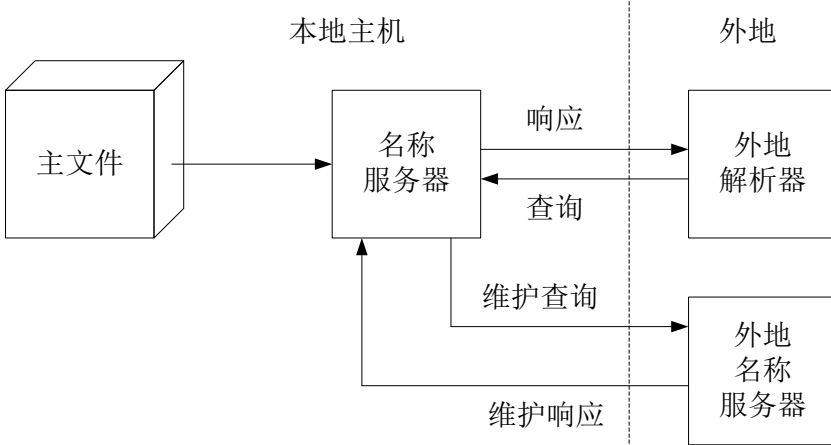 本地主机
外地
主文件
名称
服务器
响应
查询
外地
解析器
维护查询
维护响应
外地
名称
服务器